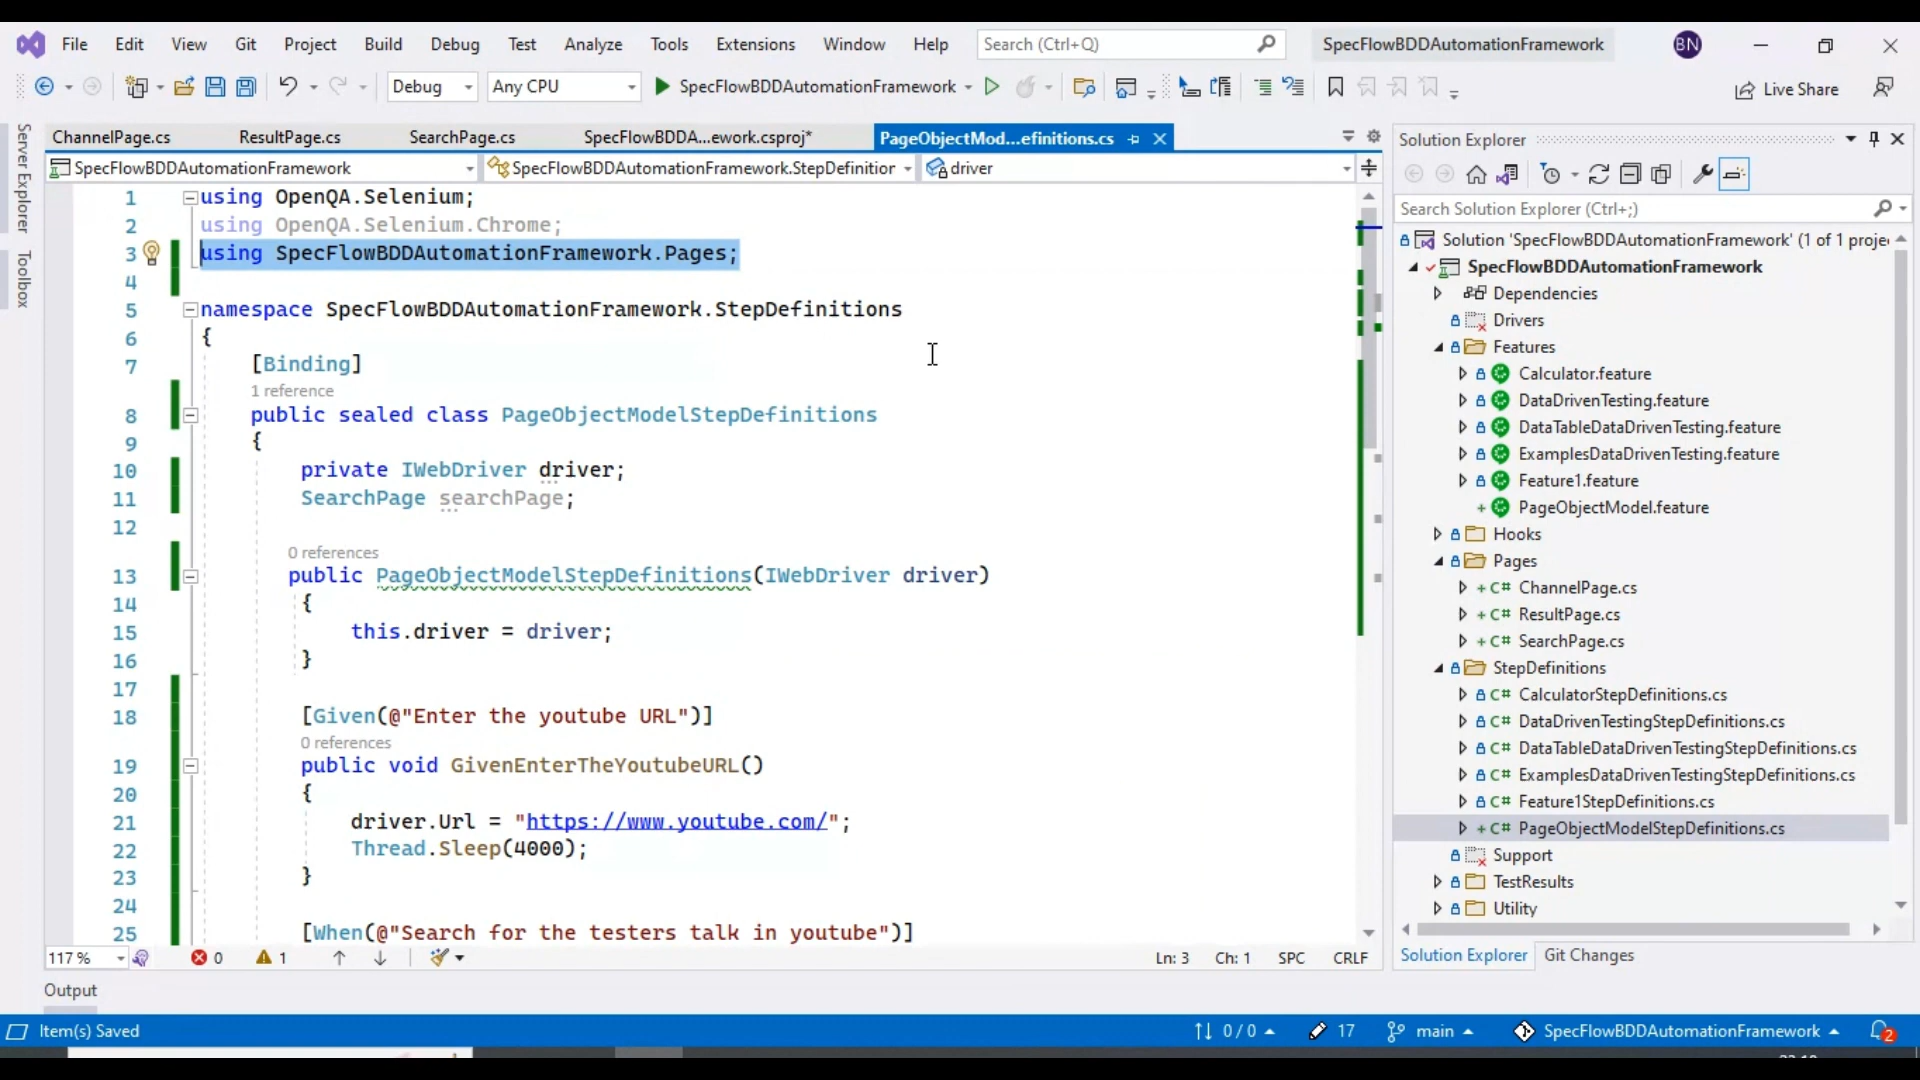 File Edit View Git Project Build Debug Test Analyze Tools Extensions Window Help Search (Ctrl+Q) SpecFlowBDDAutomationFramework BN
Debug Any CPU SpecFlowBDDAutomationFramework Live Share
Server Explorer
Toolbox
ChannelPage.cs ResultPage.cs SearchPage.cs SpecFlowBDDA...ework.csproj* PageObjectMod...efinitions.cs
SpecFlowBDDAutomationFramework SpecFlowBDDAutomationFramework.StepDefinition driver
1 using OpenQA.Selenium;
2 using OpenQA.Selenium.Chrome;
3 using SpecFlowBDDAutomationFramework.Pages;
4
5 namespace SpecFlowBDDAutomationFramework.StepDefinitions
6 {
7 [Binding]
1 reference
8 public sealed class PageObjectModelStepDefinitions
9 {
10 private IWebDriver driver;
11 SearchPage searchPage;
12
0 references
13 public PageObjectModelStepDefinitions(IWebDriver driver)
14 {
15 this.driver = driver;
16 }
17
18 [Given(@"Enter the youtube URL")]
0 references
19 public void GivenEnterTheYoutubeURL()
20 {
21 driver.Url = "https://www.youtube.com/";
22 Thread.Sleep(4000);
23 }
24
25 [When(@"Search for the testers talk in youtube")]
117 % 0 1 Ln: 3 Ch: 1 SPC CRLF
Solution Explorer
Search Solution Explorer (Ctrl+;)
Solution 'SpecFlowBDDAutomationFramework' (1 of 1 proje
SpecFlowBDDAutomationFramework
Dependencies
Drivers
Features
Calculator.feature
DataDrivenTesting.feature
DataTableDataDrivenTesting.feature
ExamplesDataDrivenTesting.feature
Feature1.feature
PageObjectModel.feature
Hooks
Pages
C# ChannelPage.cs
C# ResultPage.cs
C# SearchPage.cs
StepDefinitions
C# CalculatorStepDefinitions.cs
C# DataDrivenTestingStepDefinitions.cs
C# DataTableDataDrivenTestingStepDefinitions.cs
C# ExamplesDataDrivenTestingStepDefinitions.cs
C# Feature1StepDefinitions.cs
C# PageObjectModelStepDefinitions.cs
Support
TestResults
Utility
Solution Explorer Git Changes
Output
Item(s) Saved 0 / 0 17 main SpecFlowBDDAutomationFramework 2